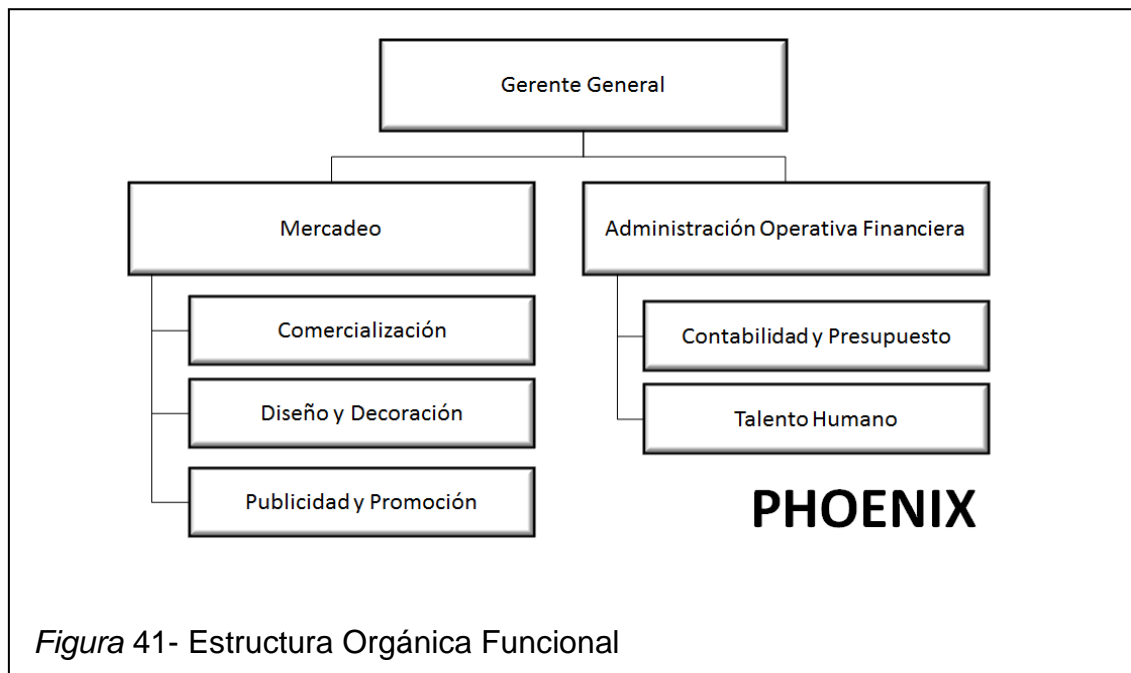 Gerente General
Mercadeo
Administración Operativa Financiera
Comercialización
Contabilidad y Presupuesto
Diseño y Decoración
Talento Humano
Publicidad y Promoción
PHOENIX
Figura 41- Estructura Orgánica Funcional